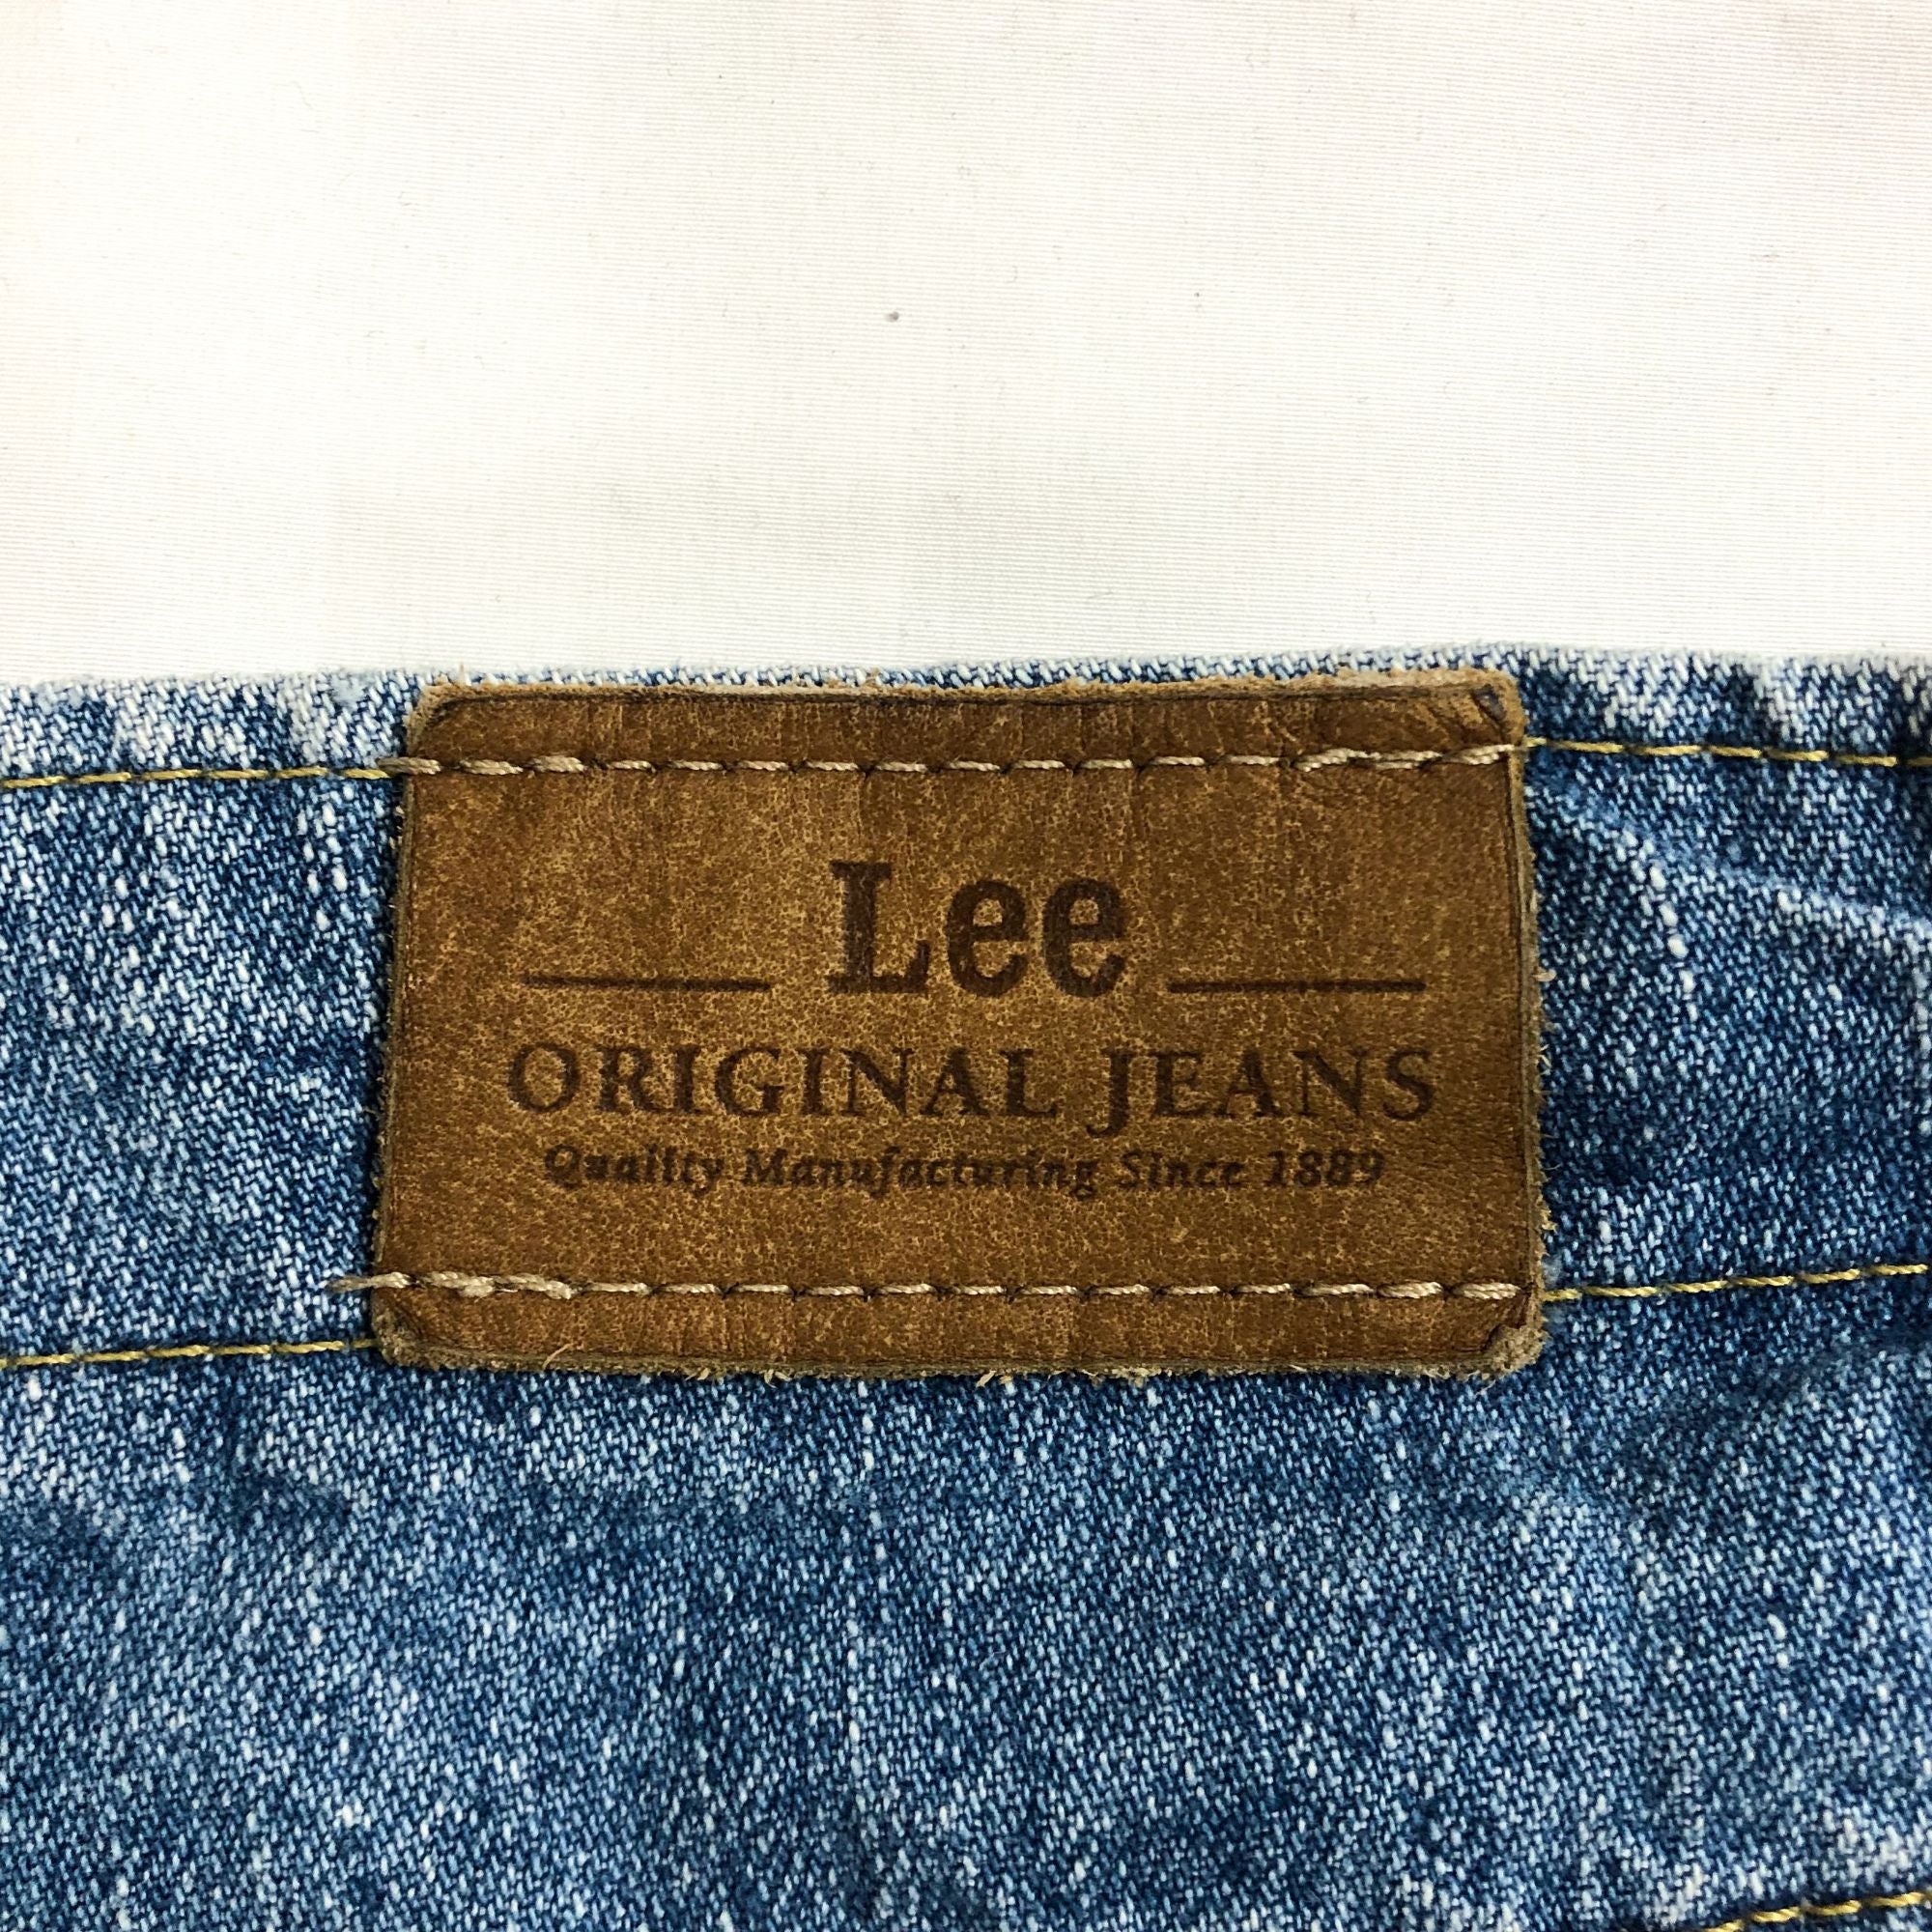 Lee
ORIGINAL JEANS
Quality Manufacturing Since 1889